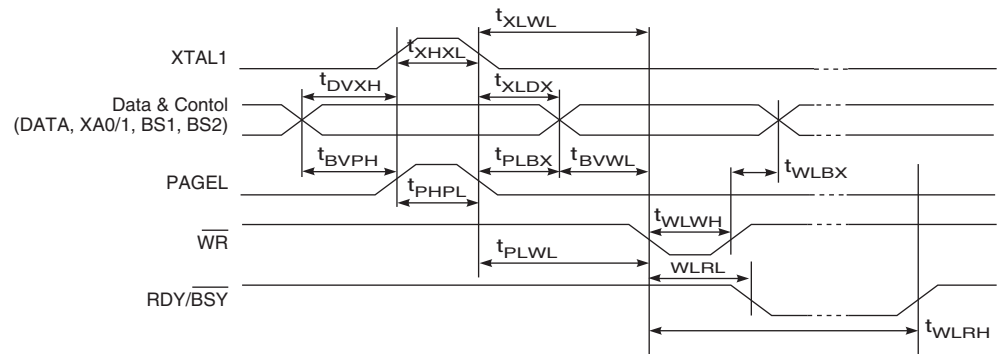 tXLWL
XTAL1
tXHXL
tDVXH
tXLDX
Data & Contol
(DATA, XA0/1, BS1, BS2)
tBVPH
tPLBX
tBVWL
tWLBX
PAGEL
tPHPL
tWLWH
WR
tPLWL
WLRL
RDY/BSY
tWLRH